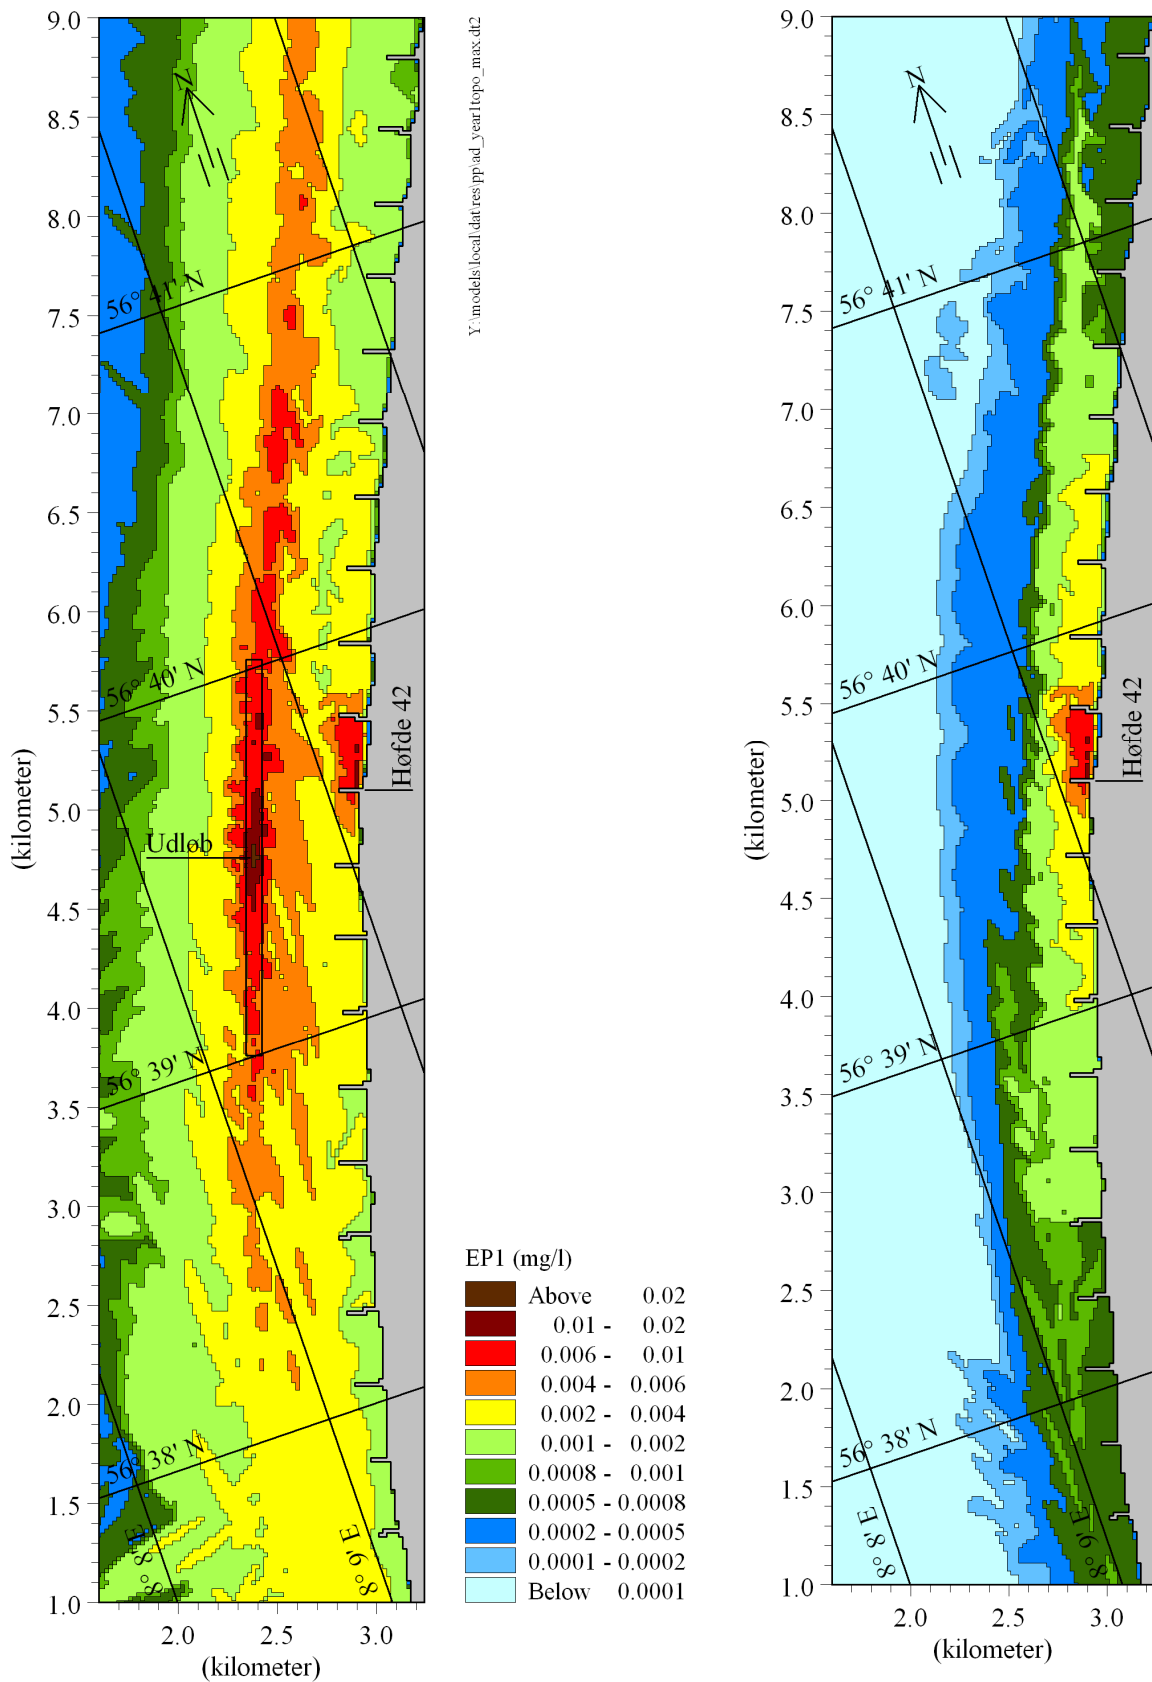 9.0
8.5
8.0
7.5
7.0
6.5
6.0
5.5
5.0
4.5
4.0
3.5
3.0
2.5
2.0
1.5
1.0
(kilometer)
2.0 2.5 3.0
(kilometer)
N
56° 41' N
56° 40' N
56° 39' N
56° 38' N
8° 8' E
8° 9' E
Udløb
Høfde 42
Y:\models\local\dat\res\pp\ad_year1topo_max.dt2
EP1 (mg/l)
Above 0.02
0.01 - 0.02
0.006 - 0.01
0.004 - 0.006
0.002 - 0.004
0.001 - 0.002
0.0008 - 0.001
0.0005 - 0.0008
0.0002 - 0.0005
0.0001 - 0.0002
Below 0.0001
9.0
8.5
8.0
7.5
7.0
6.5
6.0
5.5
5.0
4.5
4.0
3.5
3.0
2.5
2.0
1.5
1.0
(kilometer)
2.0 2.5 3.0
(kilometer)
N
56° 41' N
56° 40' N
56° 39' N
56° 38' N
8° 8' E
8° 9' E
Høfde 42